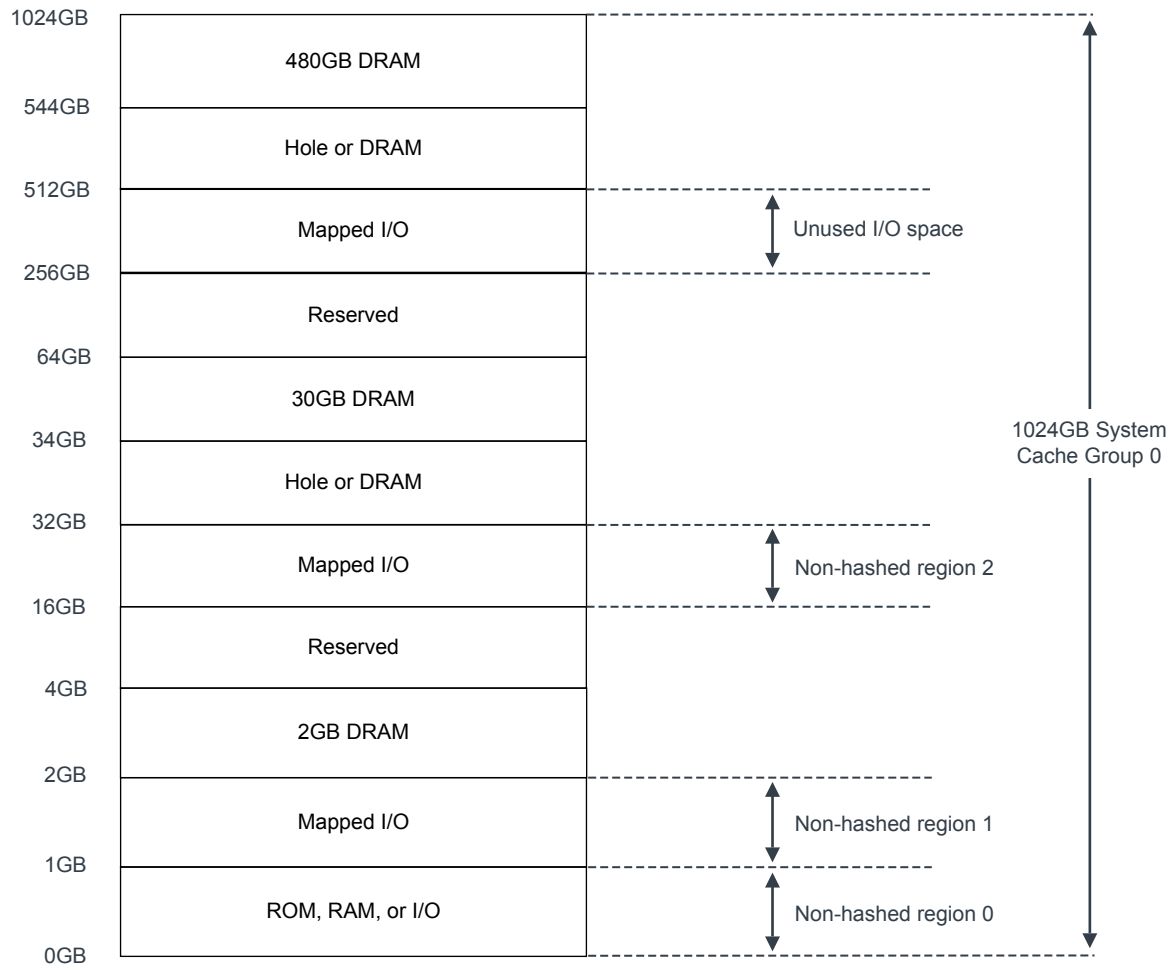 1024GB
480GB DRAM
544GB
Hole or DRAM
512GB
Mapped I/O
Unused I/O space
256GB
Reserved
64GB
30GB DRAM
34GB
1024GB System
Cache Group 0
Hole or DRAM
32GB
Mapped I/O
Non-hashed region 2
16GB
Reserved
4GB
2GB DRAM
2GB
Mapped I/O
Non-hashed region 1
1GB
ROM, RAM, or I/O
Non-hashed region 0
0GB